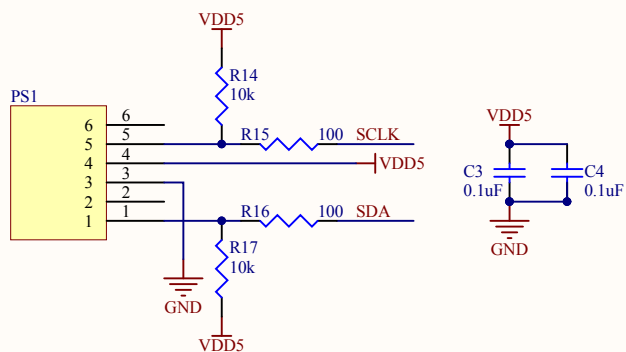 VDD5
R14
10k
PS1
6 6
5 5 R15 100 SCLK
4 4 VDD5
3 3
2 2
1 1 R16 100 SDA
R17
10k
GND
VDD5
VDD5
C3 C4
0.1uF 0.1uF
GND